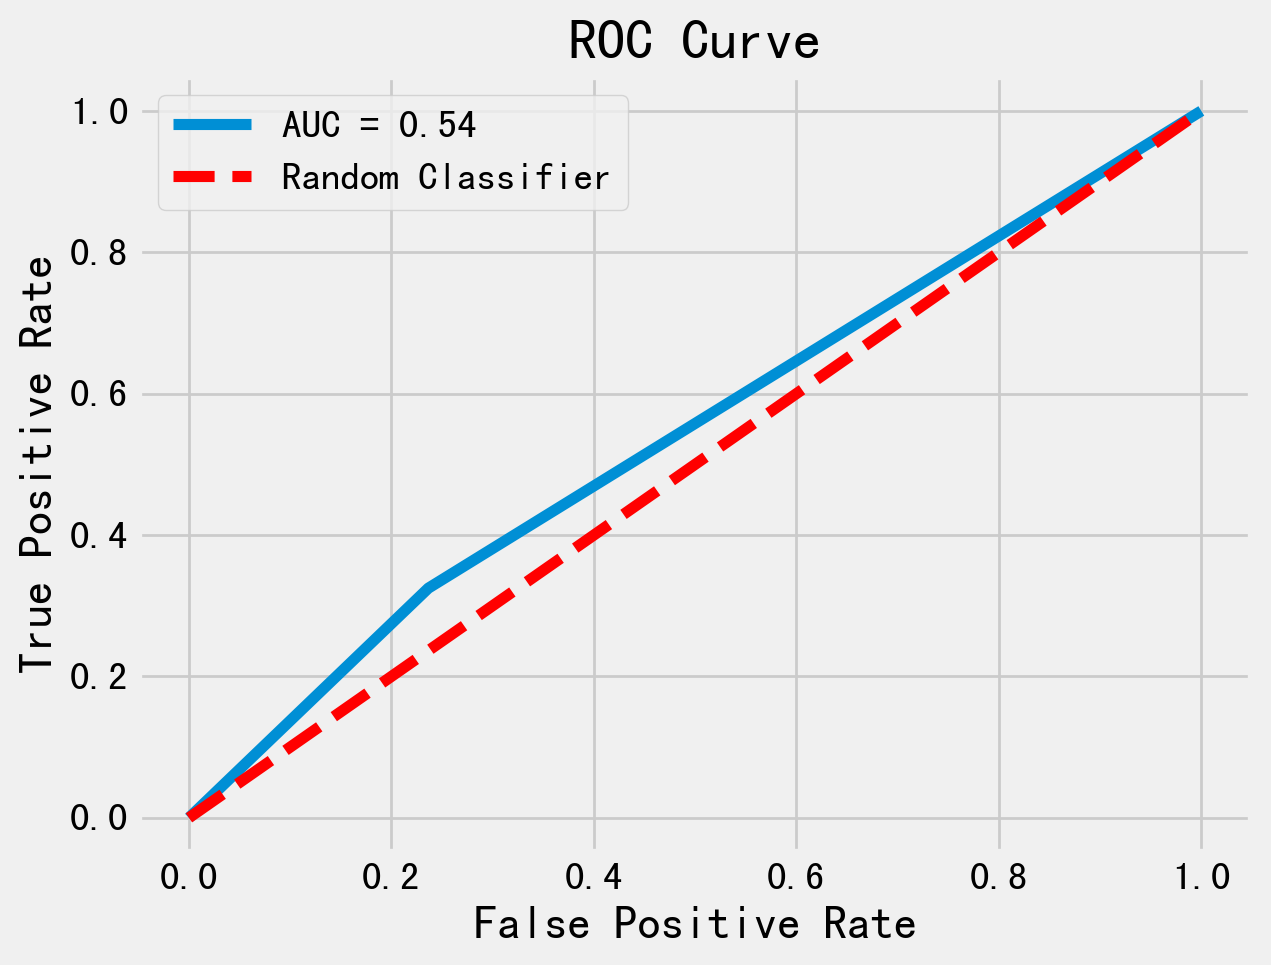 ROC Curve
AUC = 0.54
Random Classifier
True Positive Rate
1.0
0.8
0.6
0.4
0.2
0.0
0.0 0.2 0.4 0.6 0.8 1.0
False Positive Rate